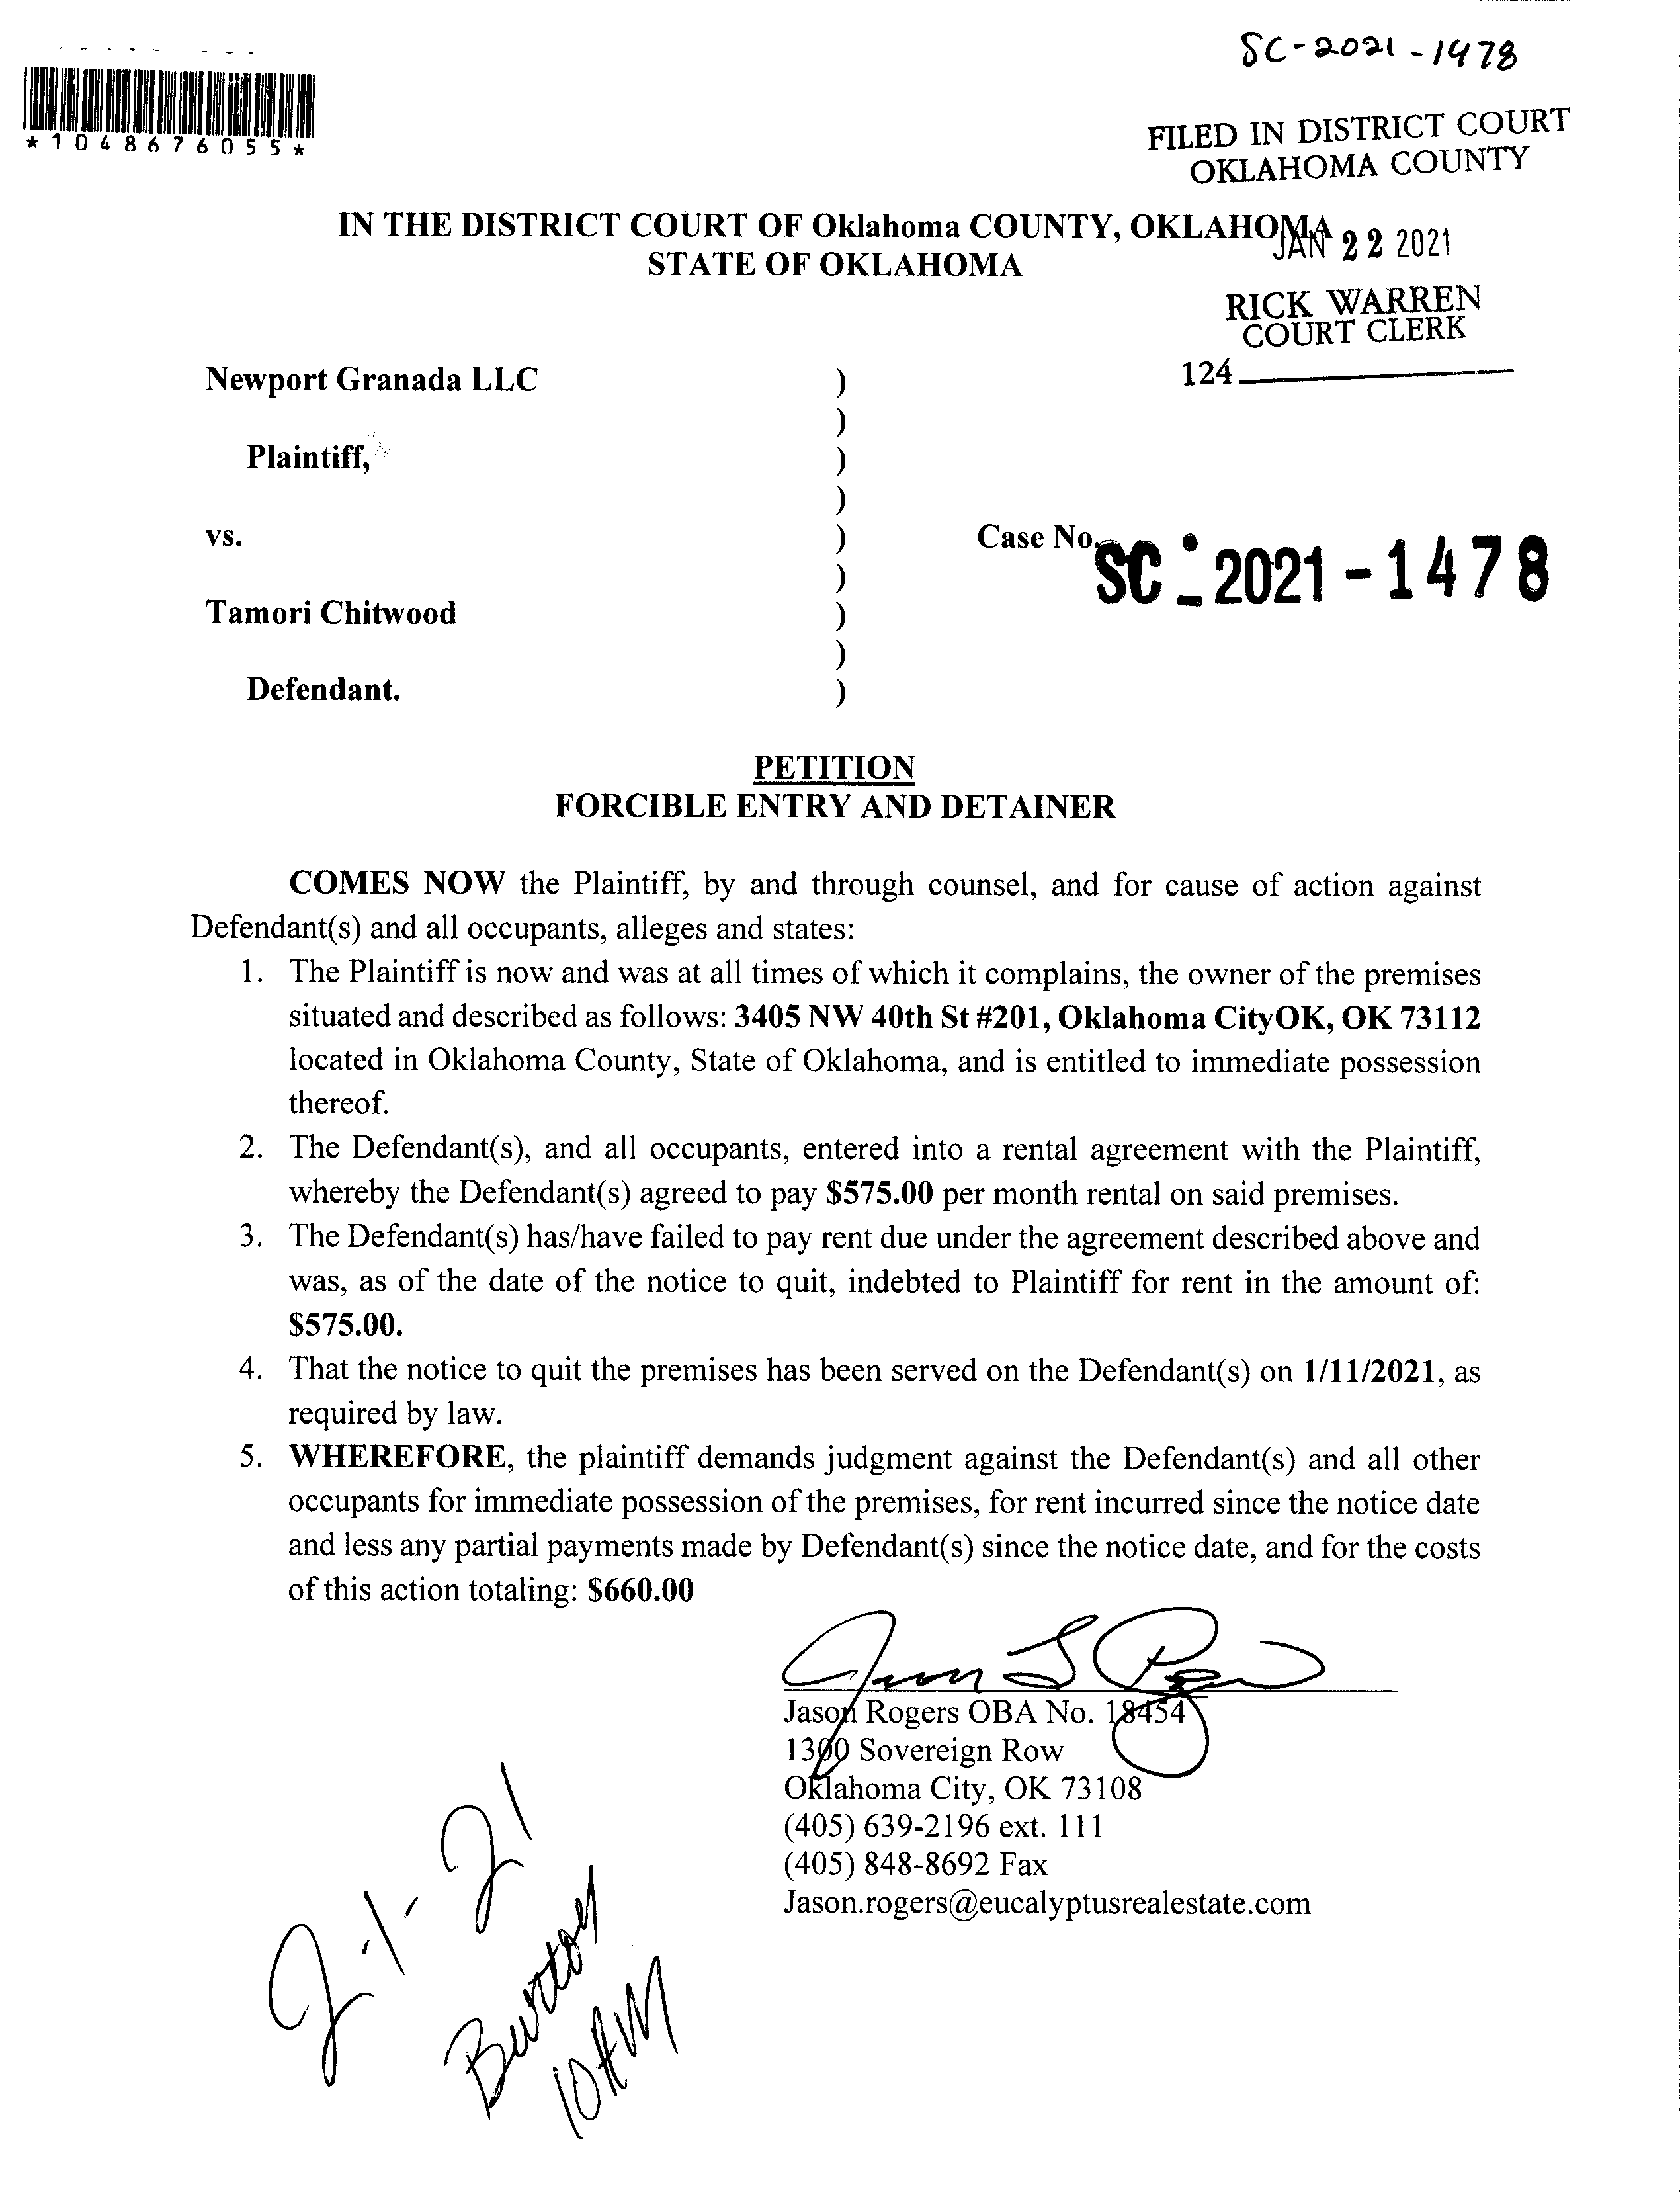 SC-2021-1478
*1048676055*
FILED IN DISTRICT COURT
OKLAHOMA COUNTY
IN THE DISTRICT COURT OF Oklahoma COUNTY, OKLAHOMA
JAN 22 2021
STATE OF OKLAHOMA
RICK WARREN
COURT CLERK
124
Newport Granada LLC )
)
Plaintiff, )
)
vs. )
Case No. SC-2021-1478
)
Tamori Chitwood )
)
Defendant. )
PETITION
FORCIBLE ENTRY AND DETAINER
COMES NOW the Plaintiff, by and through counsel, and for cause of action against
Defendant(s) and all occupants, alleges and states:
1. The Plaintiff is now and was at all times of which it complains, the owner of the premises
situated and described as follows: 3405 NW 40th St #201, Oklahoma CityOK, OK 73112
located in Oklahoma County, State of Oklahoma, and is entitled to immediate possession
thereof.
2. The Defendant(s), and all occupants, entered into a rental agreement with the Plaintiff,
whereby the Defendant(s) agreed to pay $575.00 per month rental on said premises.
3. The Defendant(s) has/have failed to pay rent due under the agreement described above and
was, as of the date of the notice to quit, indebted to Plaintiff for rent in the amount of:
$575.00.
4. That the notice to quit the premises has been served on the Defendant(s) on 1/11/2021, as
required by law.
5. WHEREFORE, the plaintiff demands judgment against the Defendant(s) and all other
occupants for immediate possession of the premises, for rent incurred since the notice date
and less any partial payments made by Defendant(s) since the notice date, and for the costs
of this action totaling: $660.00
Jason Rogers OBA No. 18454
1300 Sovereign Row
Oklahoma City, OK 73108
(405) 639-2196 ext. 111
(405) 848-8692 Fax
Jason.rogers@eucalyptusrealestate.com
2-1-21
Burton
10AM